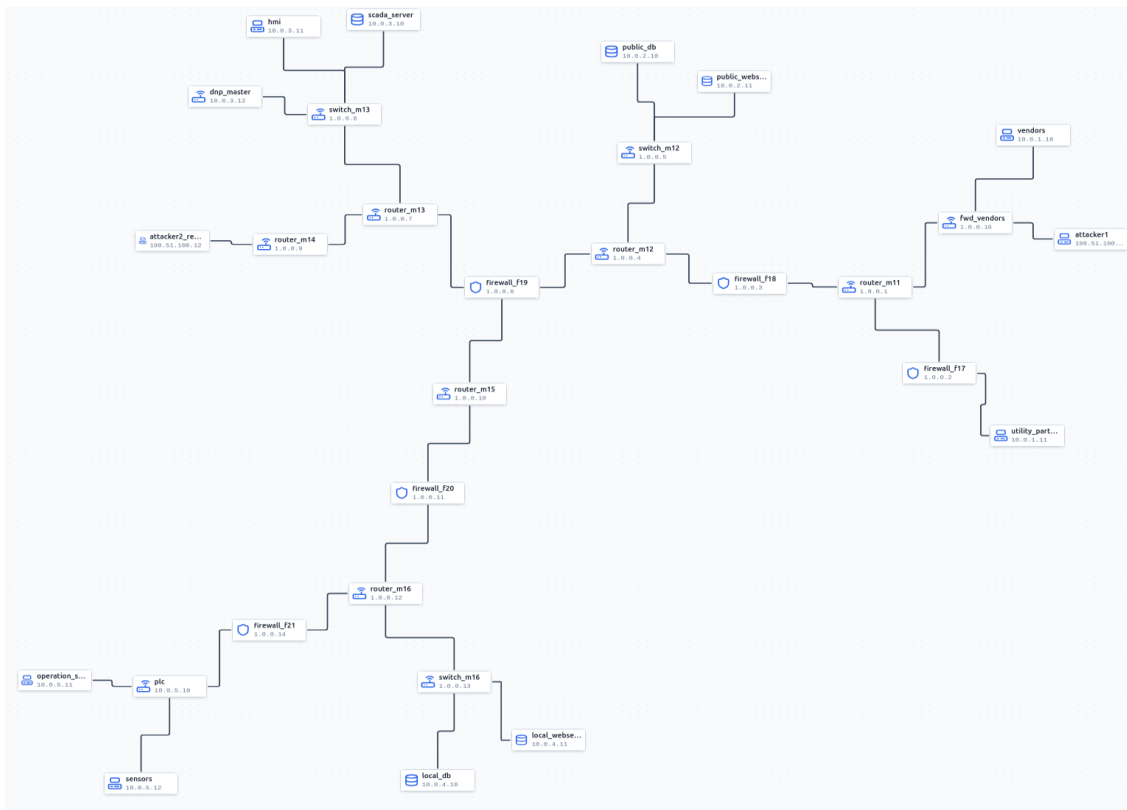 hmi
10.0.3.11
scada_server
10.0.3.10
public_db
10.0.2.10
public_webs...
10.0.2.11
dnp_master
10.0.3.12
switch_m13
1.0.0.8
vendors
10.0.1.10
switch_m12
1.0.0.5
router_m13
1.0.0.7
fwd_vendors
1.0.0.16
attacker2_re...
198.51.100.12
router_m14
1.0.0.9
attacker1
198.51.100...
router_m12
1.0.0.4
firewall_f19
1.0.0.6
firewall_f18
1.0.0.3
router_m11
1.0.0.1
firewall_f17
1.0.0.2
router_m15
1.0.0.10
utility_part...
10.0.1.11
firewall_f20
1.0.0.11
router_m16
1.0.0.12
firewall_f21
1.0.0.14
operation_s...
10.0.5.11
plc
10.0.5.10
switch_m16
1.0.0.13
local_webse...
10.0.4.11
sensors
10.0.5.12
local_db
10.0.4.10